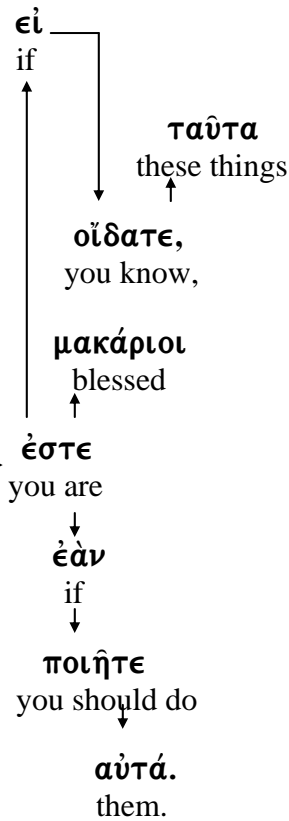 εἰ
if
ταῦτα
these things
οἴδατε,
you know,
μακάριοι
blessed
ἐστε
you are
ἐὰν
if
ποιῆτε
you should do
αὐτά.
them.